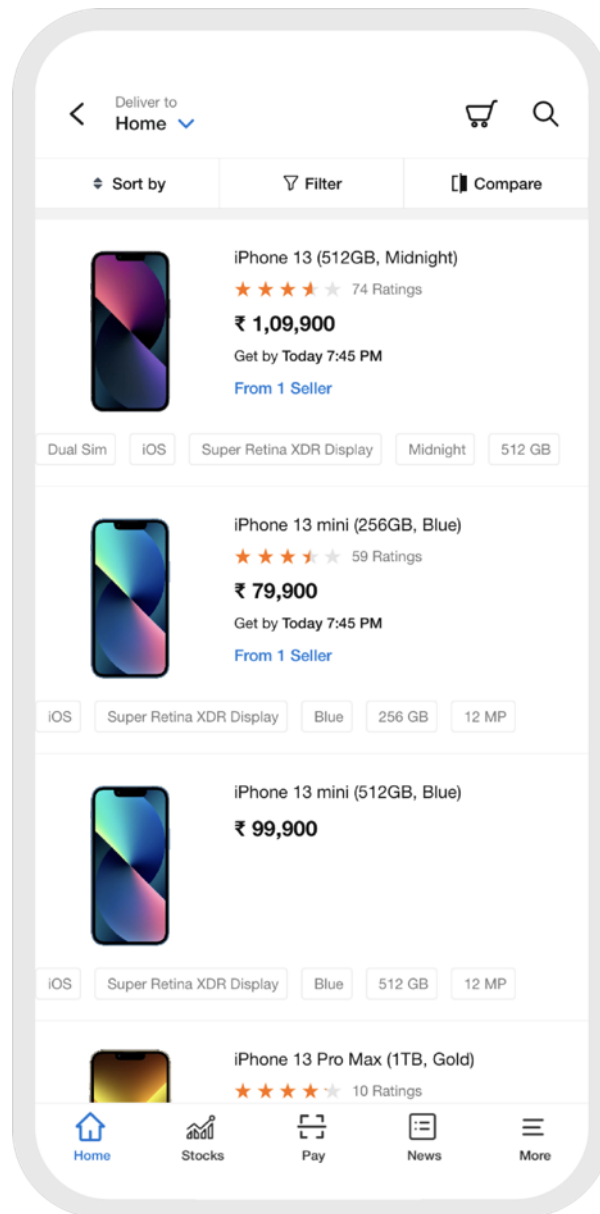 Deliver to
Home
Sort by
Filter
Compare
iPhone 13 (512GB, Midnight)
74 Ratings
₹ 1,09,900
Get by Today 7:45 PM
From 1 Seller
Dual Sim iOS Super Retina XDR Display Midnight 512 GB
iPhone 13 mini (256GB, Blue)
59 Ratings
₹ 79,900
Get by Today 7:45 PM
From 1 Seller
iOS Super Retina XDR Display Blue 256 GB 12 MP
iPhone 13 mini (512GB, Blue)
₹ 99,900
iOS Super Retina XDR Display Blue 512 GB 12 MP
iPhone 13 Pro Max (1TB, Gold)
10 Ratings
Home Stocks Pay News More